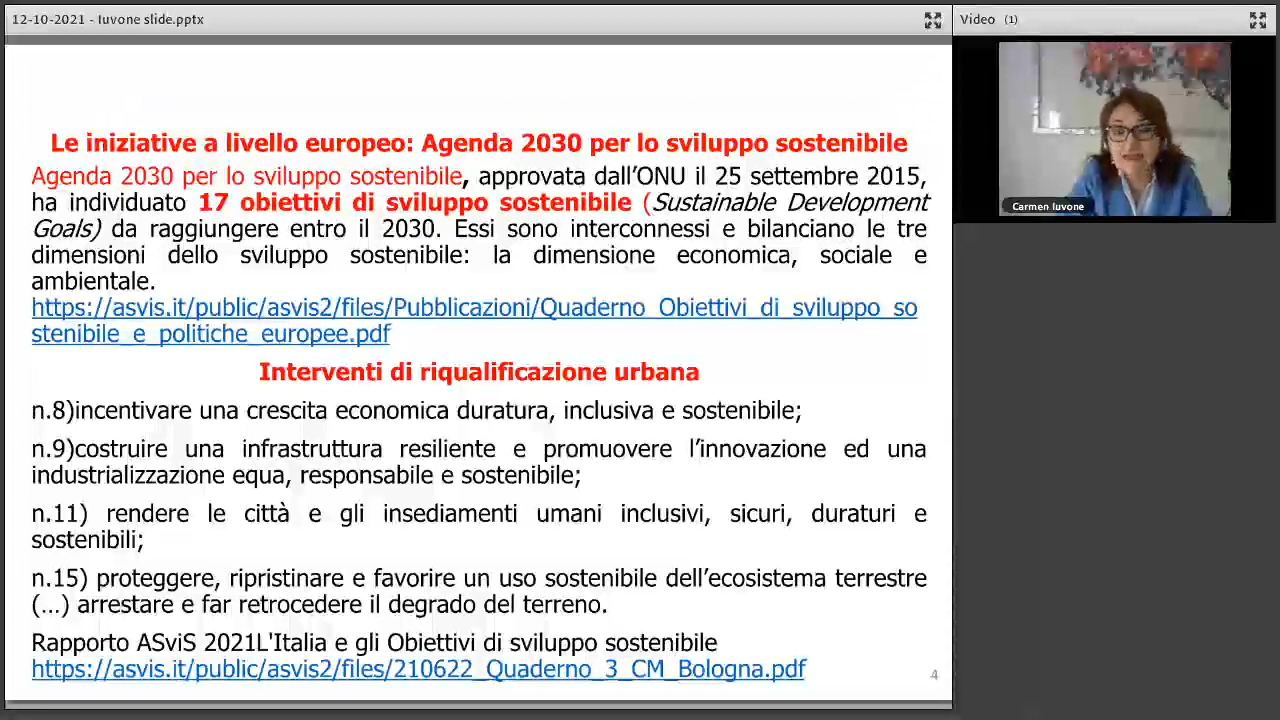 12-10-2021 - Iuvone slide.pptx
Video (1)
Carmen Iuvone
Le iniziative a livello europeo: Agenda 2030 per lo sviluppo sostenibile
Agenda 2030 per lo sviluppo sostenibile, approvata dall’ONU il 25 settembre 2015,
ha individuato 17 obiettivi di sviluppo sostenibile (Sustainable Development
Goals) da raggiungere entro il 2030. Essi sono interconnessi e bilanciano le tre
dimensioni dello sviluppo sostenibile: la dimensione economica, sociale e
ambientale.
https://asvis.it/public/asvis2/files/Pubblicazioni/Quaderno_Obiettivi_di_sviluppo_so
stenibile_e_politiche_europee.pdf
Interventi di riqualificazione urbana
n.8)incentivare una crescita economica duratura, inclusiva e sostenibile;
n.9)costruire una infrastruttura resiliente e promuovere l’innovazione ed una
industrializzazione equa, responsabile e sostenibile;
n.11) rendere le città e gli insediamenti umani inclusivi, sicuri, duraturi e
sostenibili;
n.15) proteggere, ripristinare e favorire un uso sostenibile dell’ecosistema terrestre
(…) arrestare e far retrocedere il degrado del terreno.
Rapporto ASviS 2021L'Italia e gli Obiettivi di sviluppo sostenibile
https://asvis.it/public/asvis2/files/210622_Quaderno_3_CM_Bologna.pdf
4